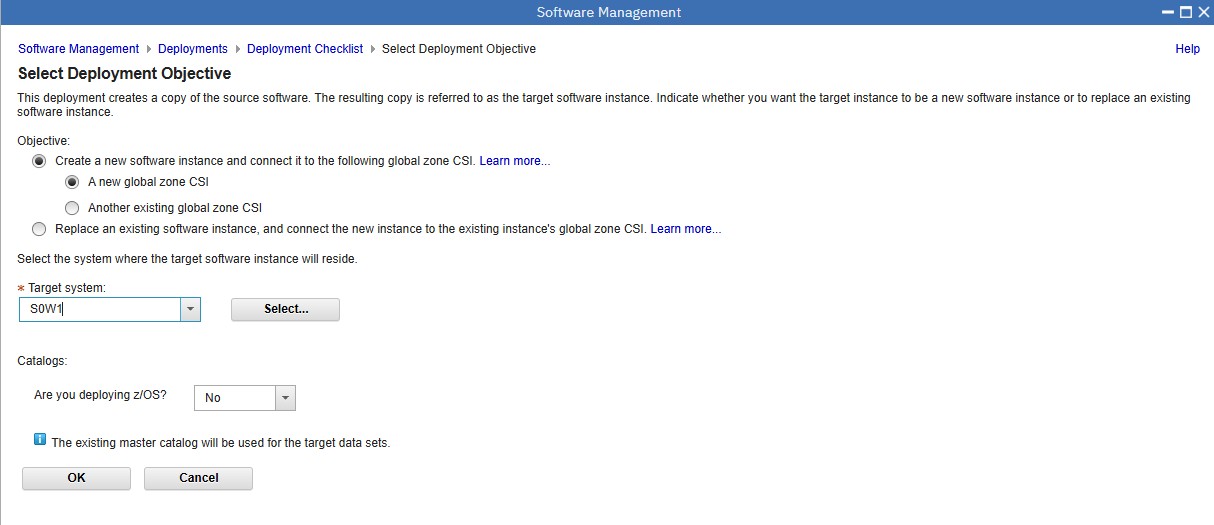 Software Management
Software Management Deployments Deployment Checklist Select Deployment Objective Help
Select Deployment Objective
This deployment creates a copy of the source software. The resulting copy is referred to as the target software instance. Indicate whether you want the target instance to be a new software instance or to replace an existing
software instance.
Objective:
Create a new software instance and connect it to the following global zone CSI. Learn more...
A new global zone CSI
Another existing global zone CSI
Replace an existing software instance, and connect the new instance to the existing instance's global zone CSI. Learn more...
Select the system where the target software instance will reside.
* Target system:
S0W1 Select...
Catalogs:
Are you deploying z/OS? No
The existing master catalog will be used for the target data sets.
OK Cancel